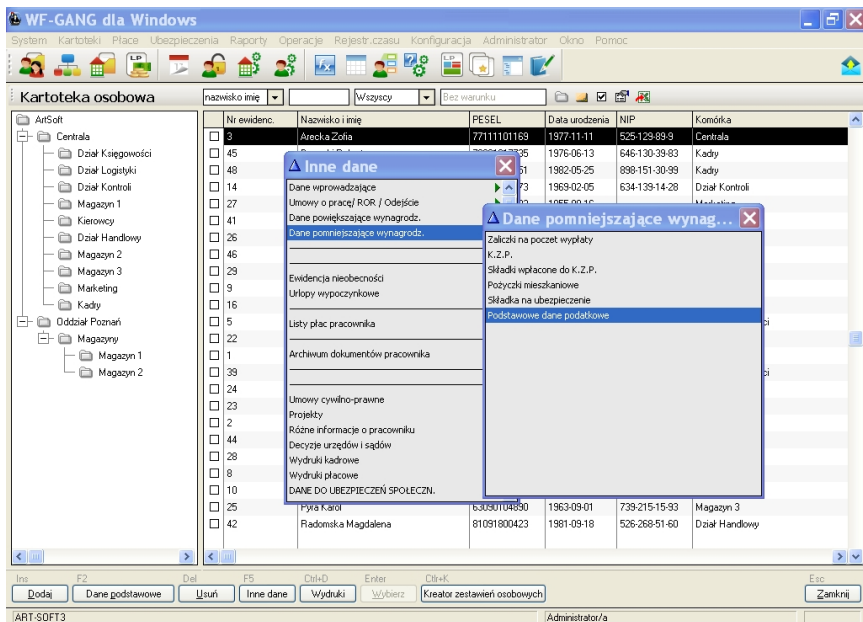 WF-GANG dla Windows
System Kartoteki Płace Ubezpieczenia Raporty Operacje Rejestr.czasu Konfiguracja Administrator Okno Pomoc
Kartoteka osobowa nazwisko imię Wszyscy Bez warunku
ArtSoft
Centrala
Dział Księgowości
Dział Logistyki
Dział Kontroli
Magazyn 1
Kierowcy
Dział Handlowy
Magazyn 2
Magazyn 3
Marketing
Kadry
Oddział Poznań
Magazyny
Magazyn 1
Magazyn 2
Nr ewidenc. Nazwisko i imię PESEL Data urodzenia NIP Komórka
3 Arecka Zofia 77111101169 1977-11-11 525-129-89-9 Centrala
45 1976-06-13 646-130-39-83 Kadry
48 51 1982-05-25 898-151-30-99 Kadry
14 73 1969-02-05 634-139-14-28 Dział Kontroli
27
41
26
46
29
9
16
5 ci
22
1
39 ci
24
23
2
44
28
8
10
25 Pyra Karol 63090104890 1963-09-01 739-215-15-93 Magazyn 3
42 Radomska Magdalena 81091800423 1981-09-18 526-268-51-60 Dział Handlowy
Inne dane
Dane wprowadzające
Umowy o pracę/ ROR / Odejście
Dane powiększające wynagrodz.
Dane pomniejszające wynagrodz.
Ewidencja nieobecności
Urlopy wypoczynkowe
Listy płac pracownika
Archiwum dokumentów pracownika
Umowy cywilno-prawne
Projekty
Różne informacje o pracowniku
Decyzje urzędów i sądów
Wydruki kadrowe
Wydruki płacowe
DANE DO UBEZPIECZEŃ SPOŁECZN.
Dane pomniejszające wynag...
Zaliczki na poczet wypłaty
K.Z.P.
Składki wpłacone do K.Z.P.
Pożyczki mieszkaniowe
Składka na ubezpieczenie
Podstawowe dane podatkowe
Ins F2 Del F5 Ctrl+D Enter Ctlr+K Esc
Dodaj Dane podstawowe Usuń Inne dane Wydruki Wybierz Kreator zestawień osobowych Zamknij
ART-SOFT3 Administrator/a